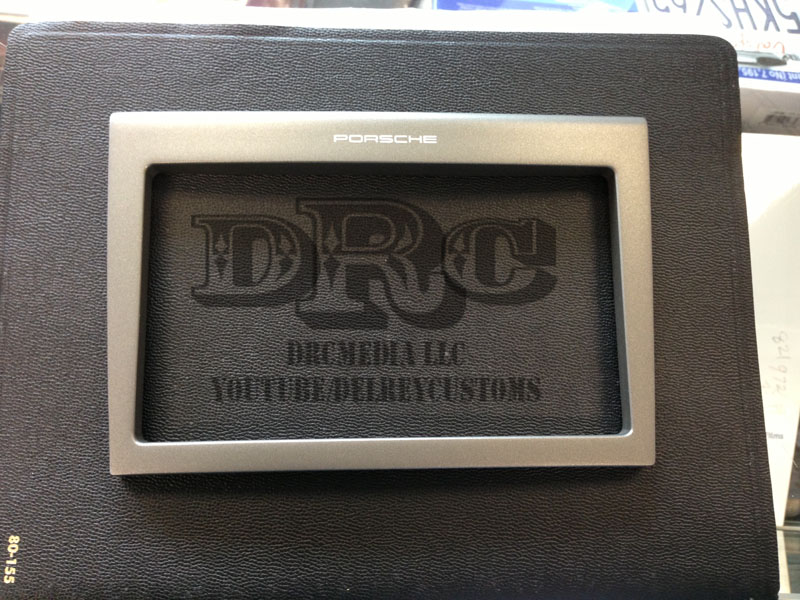 PORSCHE
DRC
DRCMEDIA LLC
YOUTUBE/DELREYCUSTOMS
80-155